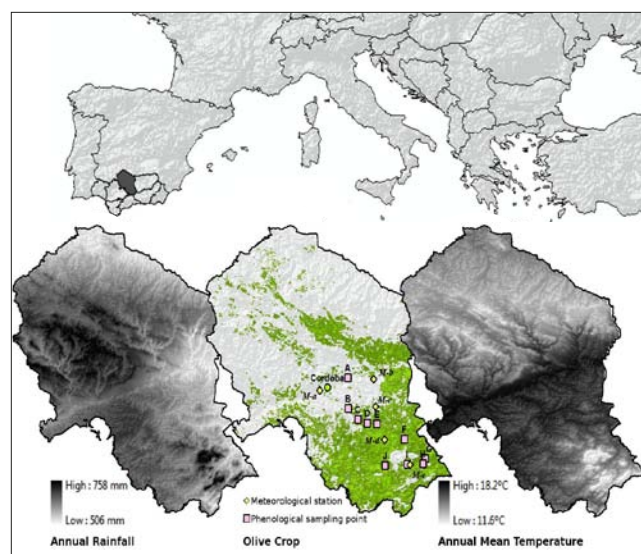 A
M-b
Cordoba
M-a
B
M-c
C
D
E
M-d
F
G
J
High : 758 mm
Low : 506 mm
Annual Rainfall
Meteorological station
Phenological sampling point
Olive Crop
High : 18.2ºC
Low : 11.6ºC
Annual Mean Temperature